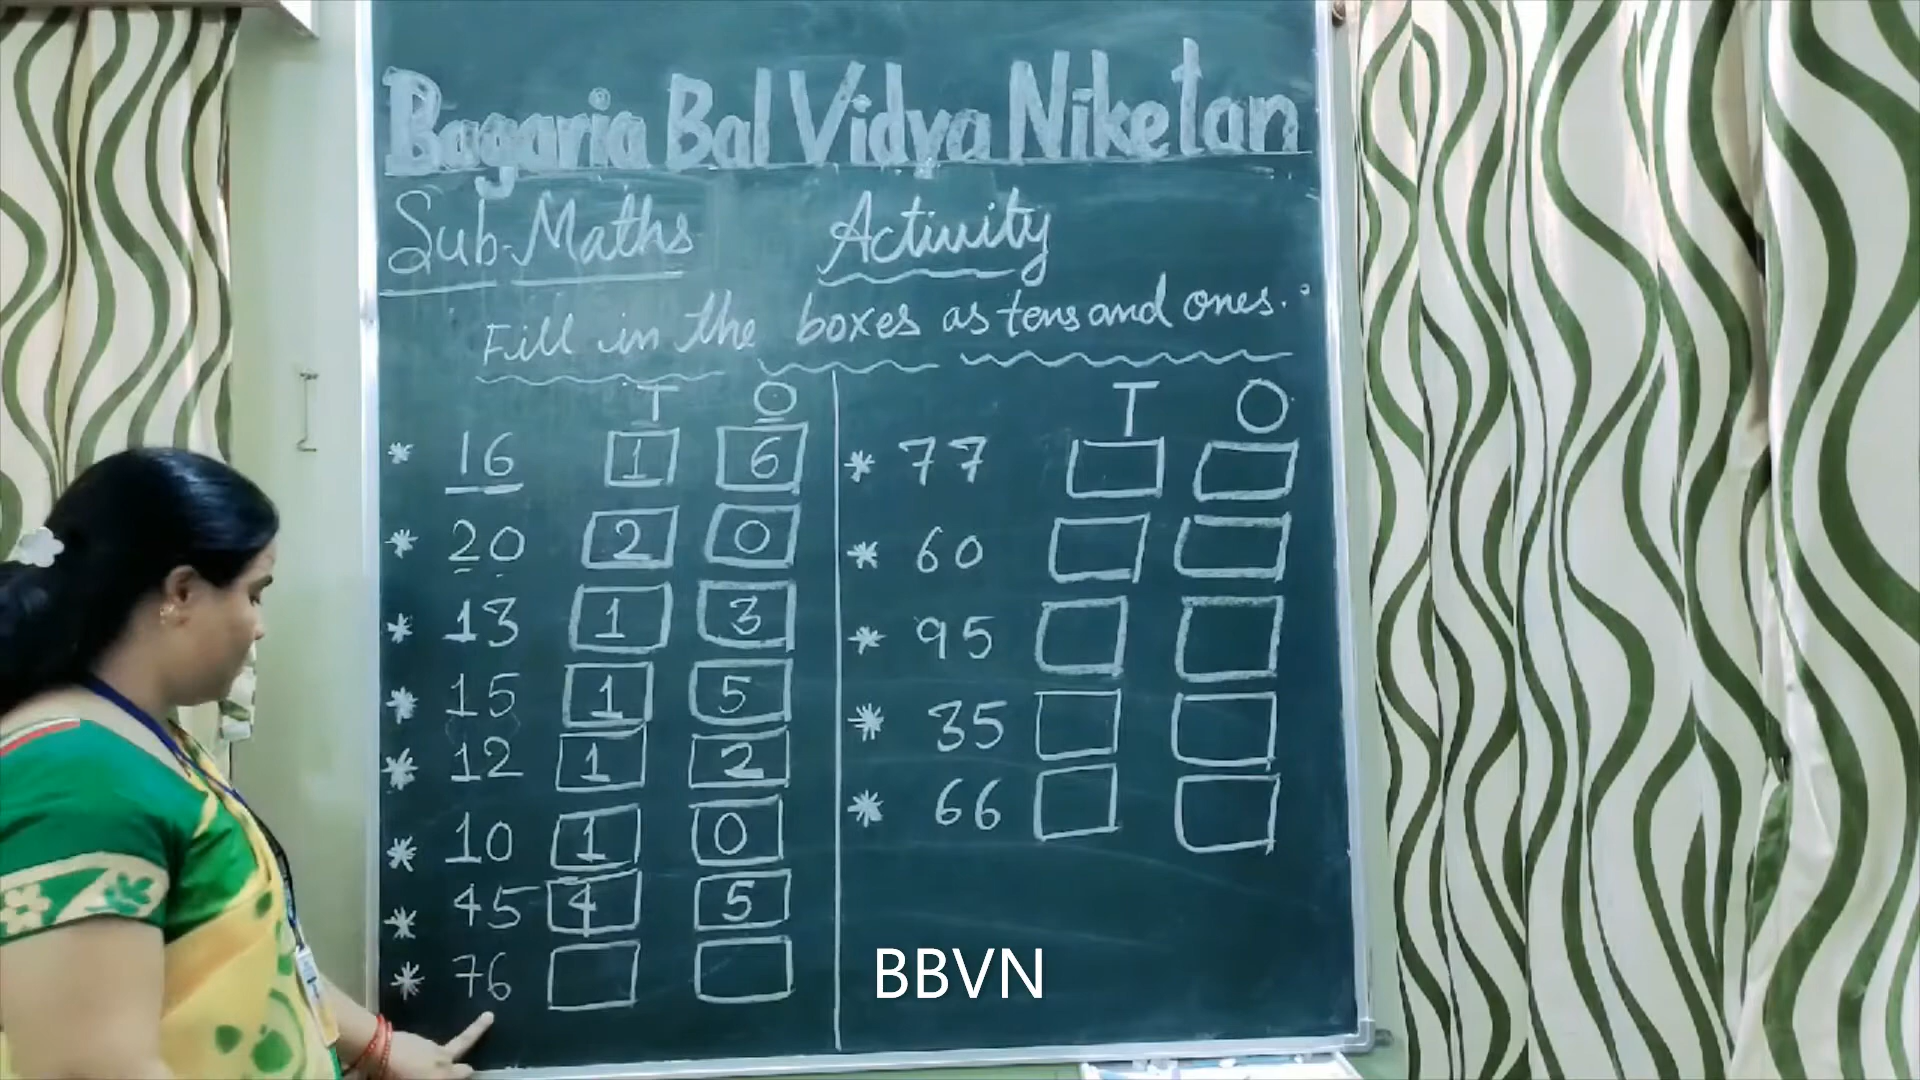 Bagaria Bal Vidya Niketan
Sub-Maths Activity
Fill in the boxes as tens and ones.
T O
* 16 1 6
* 20 2 0
* 13 1 3
* 15 1 5
* 12 1 2
* 10 1 0
* 45 4 5
* 76
T O
* 77
* 60
* 95
* 35
* 66
BBVN